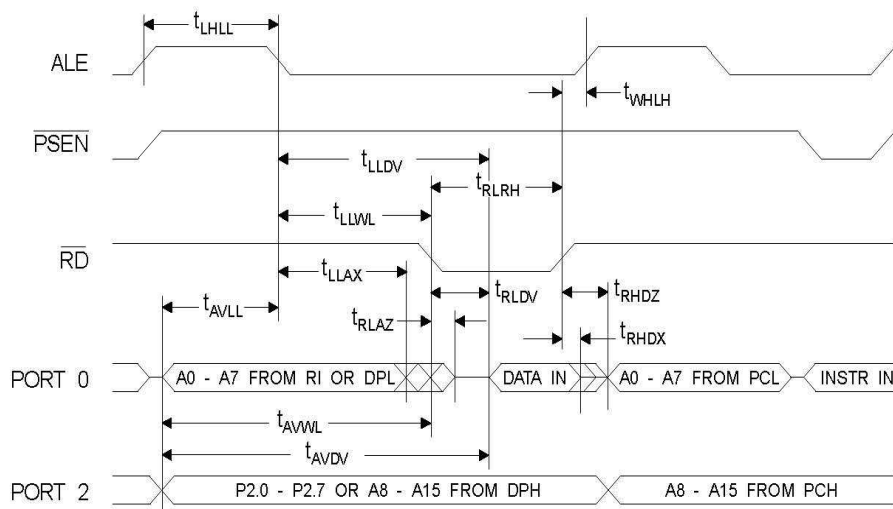 tLHLL
ALE
tWHLH
PSEN
tLLDV
tRLRH
tLLWL
RD
tLLAX
tAVLL
tRLDV
tRHDZ
tRLAZ
tRHDX
PORT 0
A0 - A7 FROM RI OR DPL
DATA IN
A0 - A7 FROM PCL
INSTR IN
tAVWL
tAVDV
PORT 2
P2.0 - P2.7 OR A8 - A15 FROM DPH
A8 - A15 FROM PCH